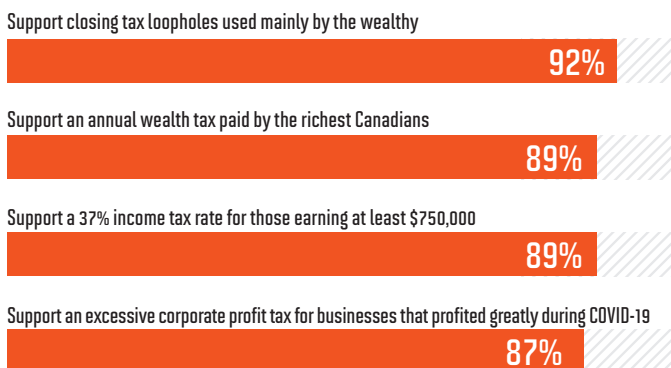 Support closing tax loopholes used mainly by the wealthy
92%
Support an annual wealth tax paid by the richest Canadians
89%
Support a 37% income tax rate for those earning at least $750,000
89%
Support an excessive corporate profit tax for businesses that profited greatly during COVID-19
87%